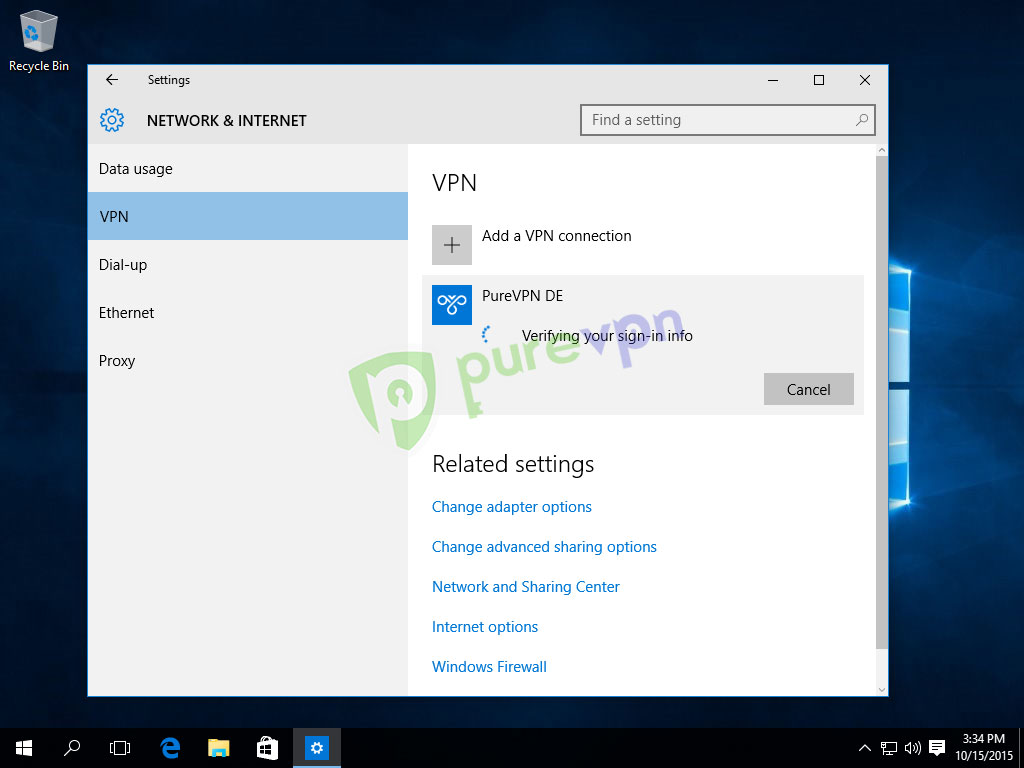 Recycle Bin
Settings
NETWORK & INTERNET
Find a setting
Data usage
VPN
Dial-up
Ethernet
Proxy
VPN
Add a VPN connection
PureVPN DE
Verifying your sign-in info
purevpn
Cancel
Related settings
Change adapter options
Change advanced sharing options
Network and Sharing Center
Internet options
Windows Firewall
3:34 PM
10/15/2015